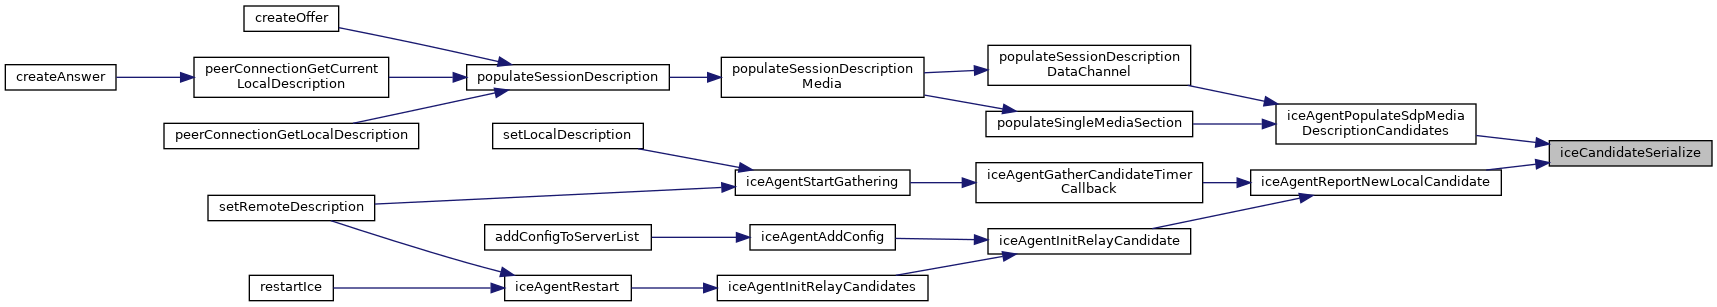 createOffer
createAnswer
peerConnectionGetCurrent
LocalDescription
populateSessionDescription
peerConnectionGetLocalDescription
populateSessionDescription
Media
populateSessionDescription
DataChannel
populateSingleMediaSection
iceAgentPopulateSdpMedia
DescriptionCandidates
iceCandidateSerialize
setLocalDescription
iceAgentStartGathering
iceAgentGatherCandidateTimer
Callback
iceAgentReportNewLocalCandidate
setRemoteDescription
addConfigToServerList
iceAgentAddConfig
iceAgentInitRelayCandidate
restartIce
iceAgentRestart
iceAgentInitRelayCandidates